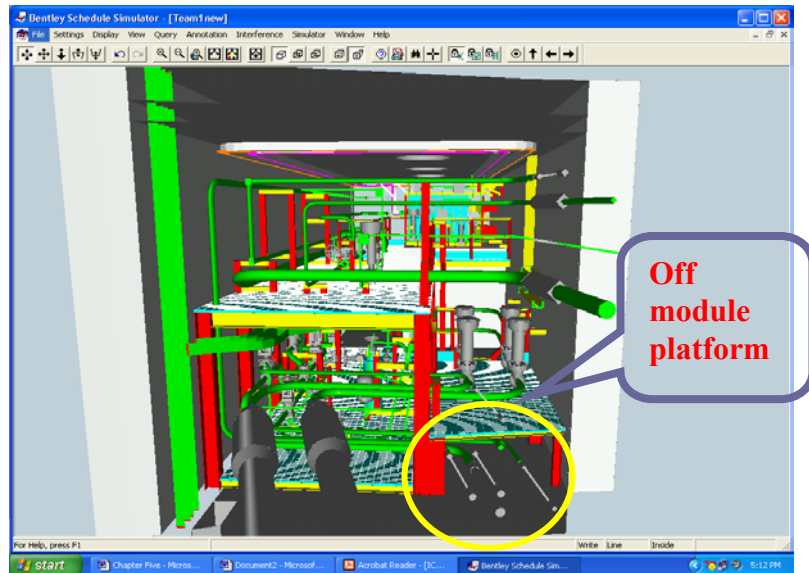 Bentley Schedule Simulator - [Team1new]
File Settings Display View Query Annotation Interference Simulator Window Help
Off
module
platform
For Help, press F1
Write Line Inside
start Chapter Five - Micros... Document2 - Microsof... Acrobat Reader - [JC... Bentley Schedule Sim... 5:12 PM